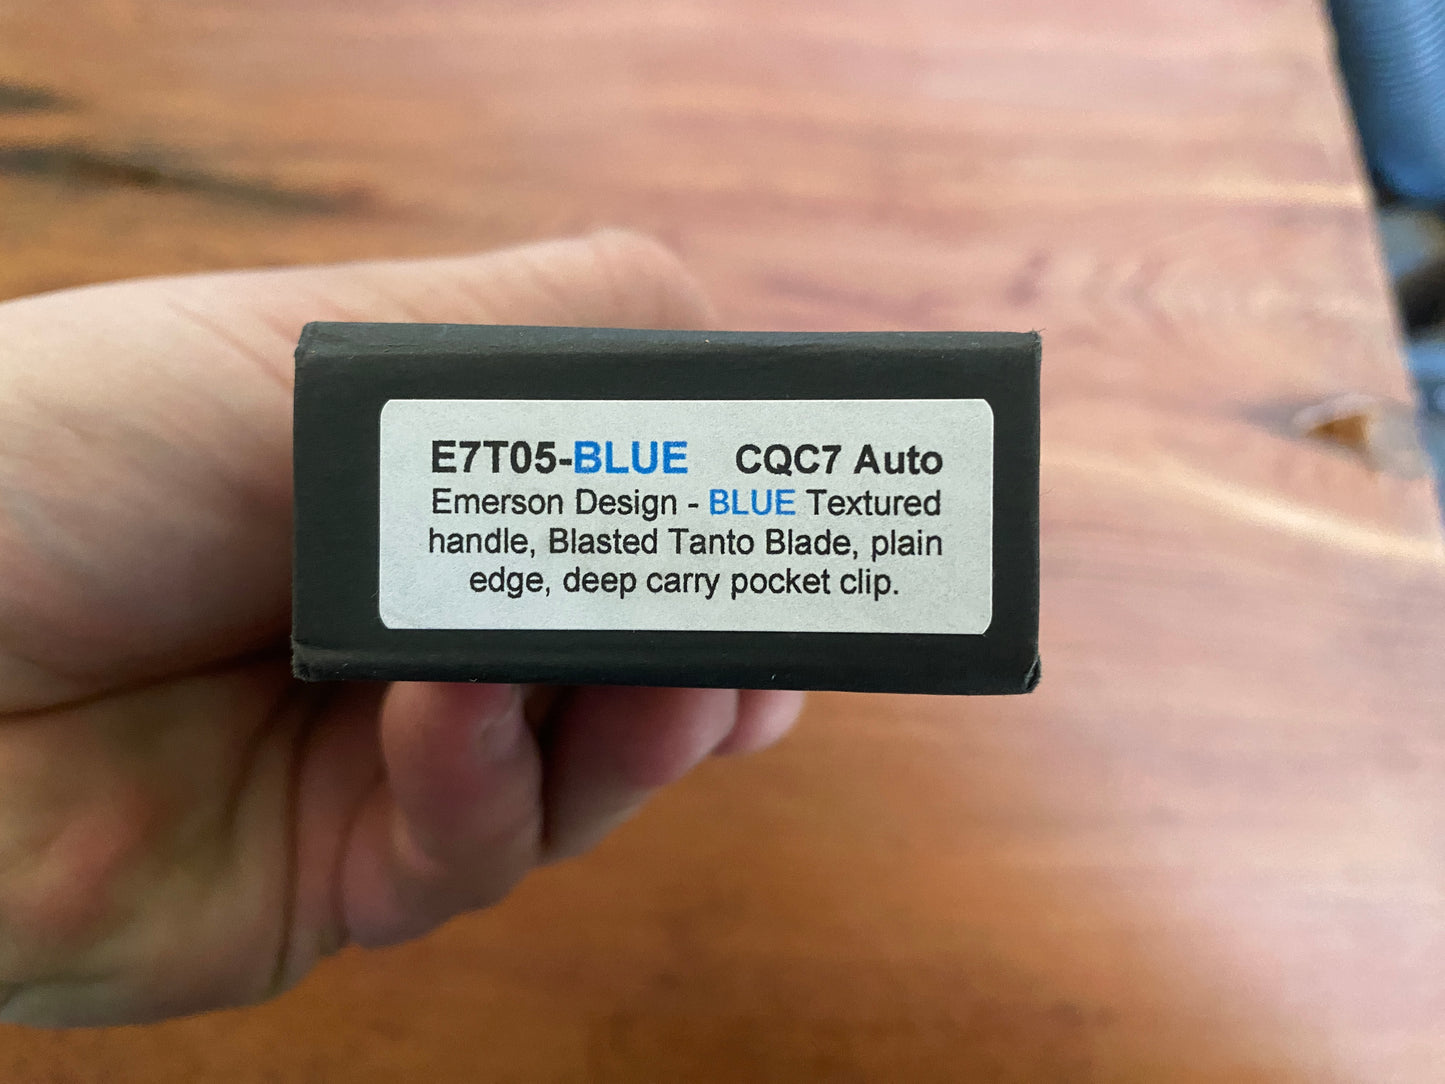 E7T05-BLUE CQC7 Auto
Emerson Design - BLUE Textured
handle, Blasted Tanto Blade, plain
edge, deep carry pocket clip.